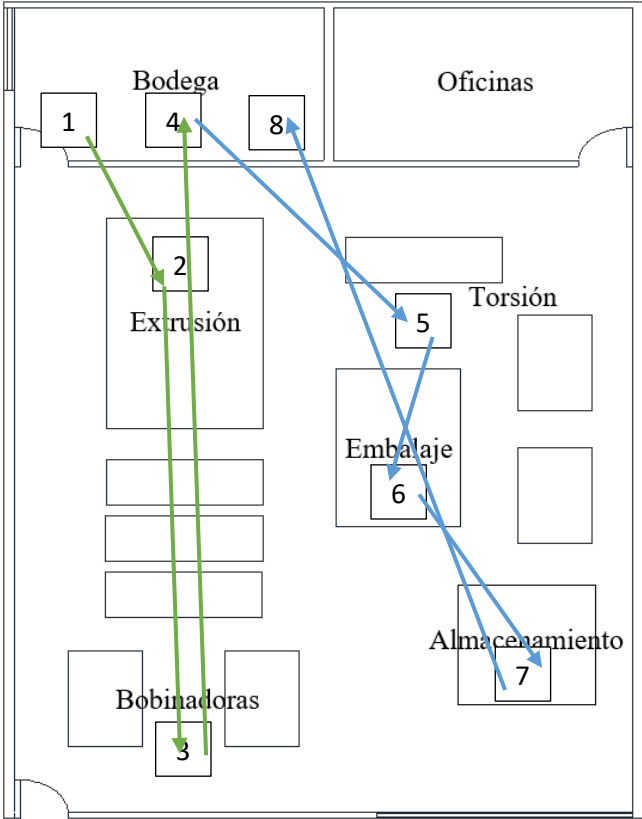 Bodega
Oficinas
1
4
8
2
Extrusión
Torsión
5
Embalaje
6
Almacenamiento
7
Bobinadoras
3